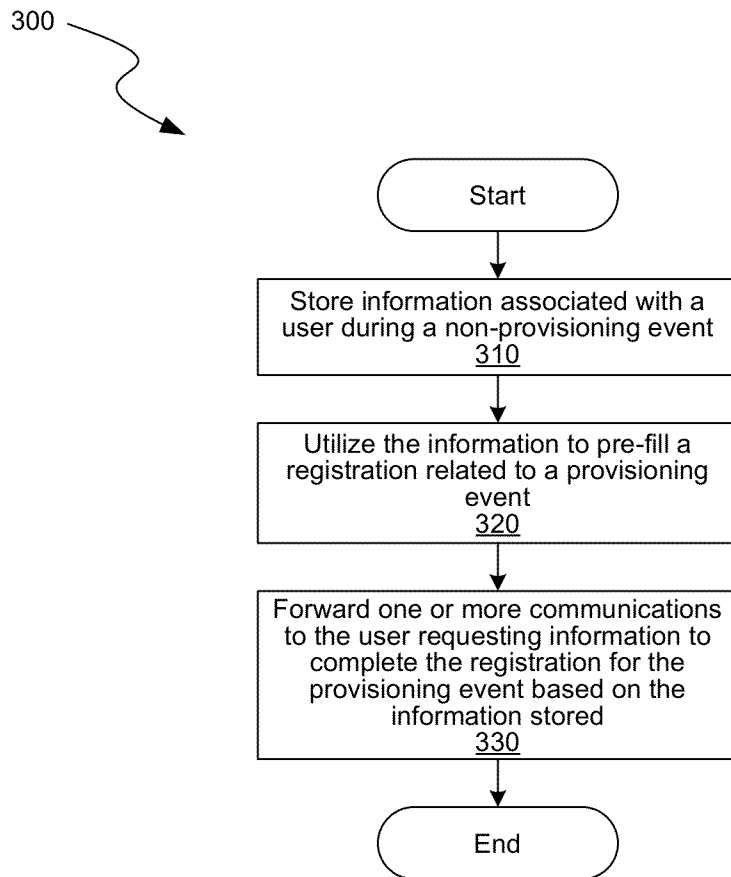 300
Start
Store information associated with a
user during a non-provisioning event
310
Utilize the information to pre-fill a
registration related to a provisioning
event
320
Forward one or more communications
to the user requesting information to
complete the registration for the
provisioning event based on the
information stored
330
End